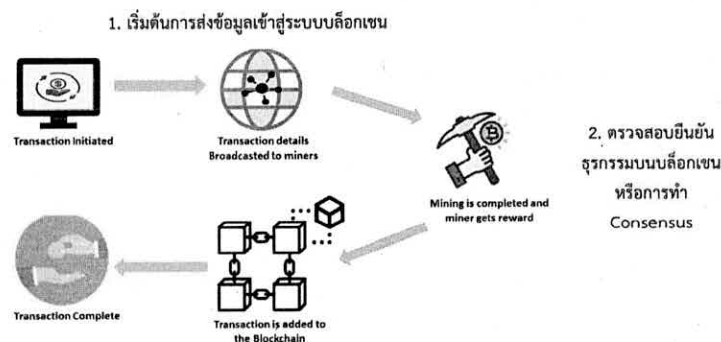 1. เริ่มต้นการส่งข้อมูลเข้าสู่ระบบบล็อกเชน
Transaction Initiated
Transaction details
Broadcasted to miners
Mining is completed and
miner gets reward
2. ตรวจสอบยืนยัน
ธุรกรรมบนบล็อกเชน
หรือการทำ
Consensus
Transaction is added to
the Blockchain
Transaction Complete